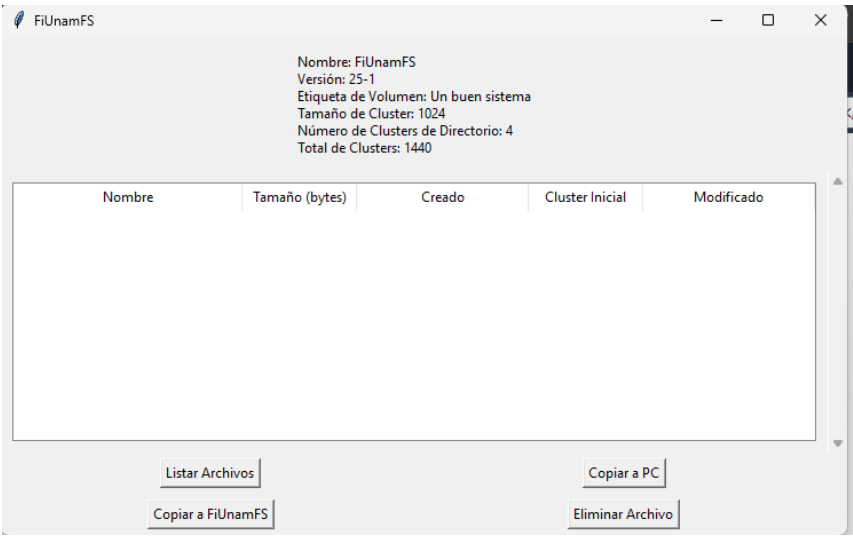 FiUnamFS
Nombre: FiUnamFS
Versión: 25-1
Etiqueta de Volumen: Un buen sistema
Tamaño de Cluster: 1024
Número de Clusters de Directorio: 4
Total de Clusters: 1440
Nombre Tamaño (bytes) Creado Cluster Inicial Modificado
Listar Archivos Copiar a PC
Copiar a FiUnamFS Eliminar Archivo